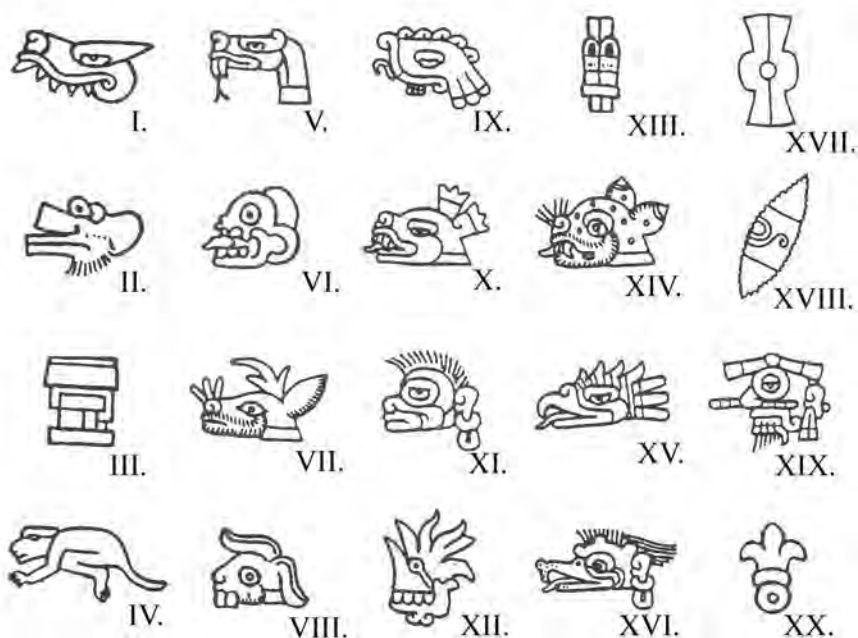 I. V. IX. XIII. XVII.
II. VI. X. XIV. XVIII.
III. VII. XI. XV. XIX.
IV. VIII. XII. XVI. XX.